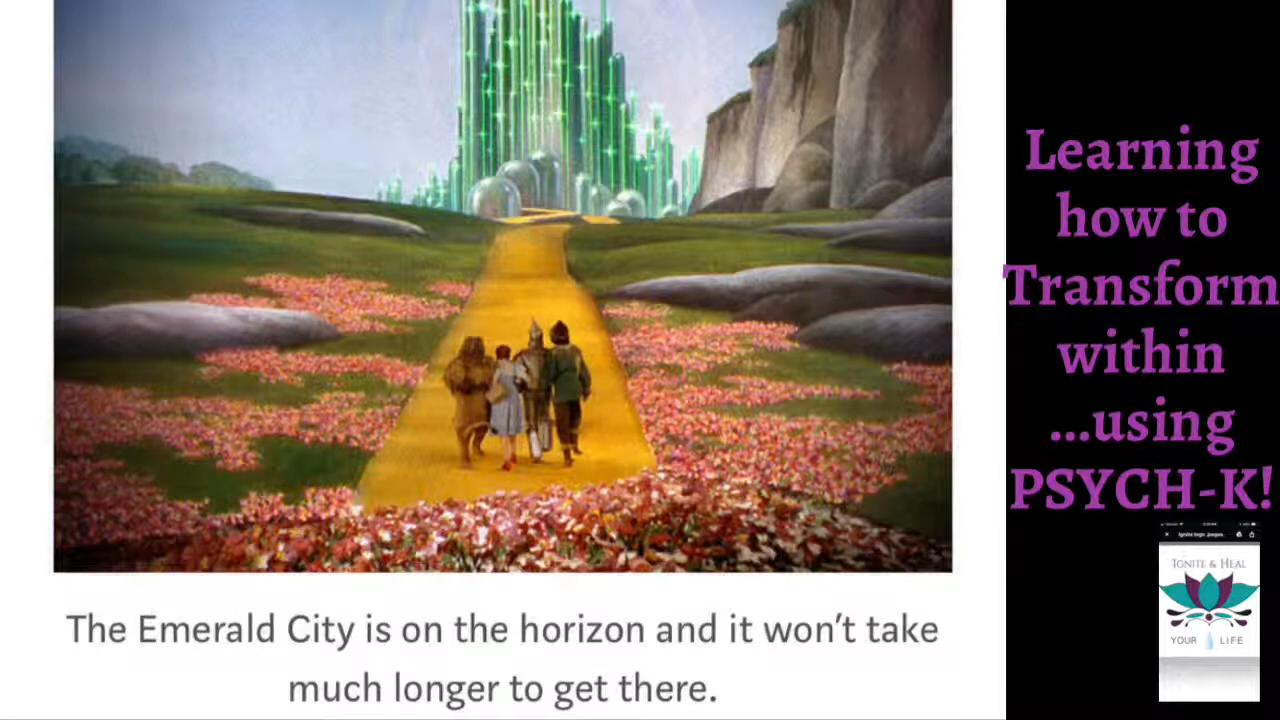 The Emerald City is on the horizon and it won't take
much longer to get there.
Learning
how to
Transform
within
...using
PSYCH-K!
IGNITE & HEAL
YOUR LIFE